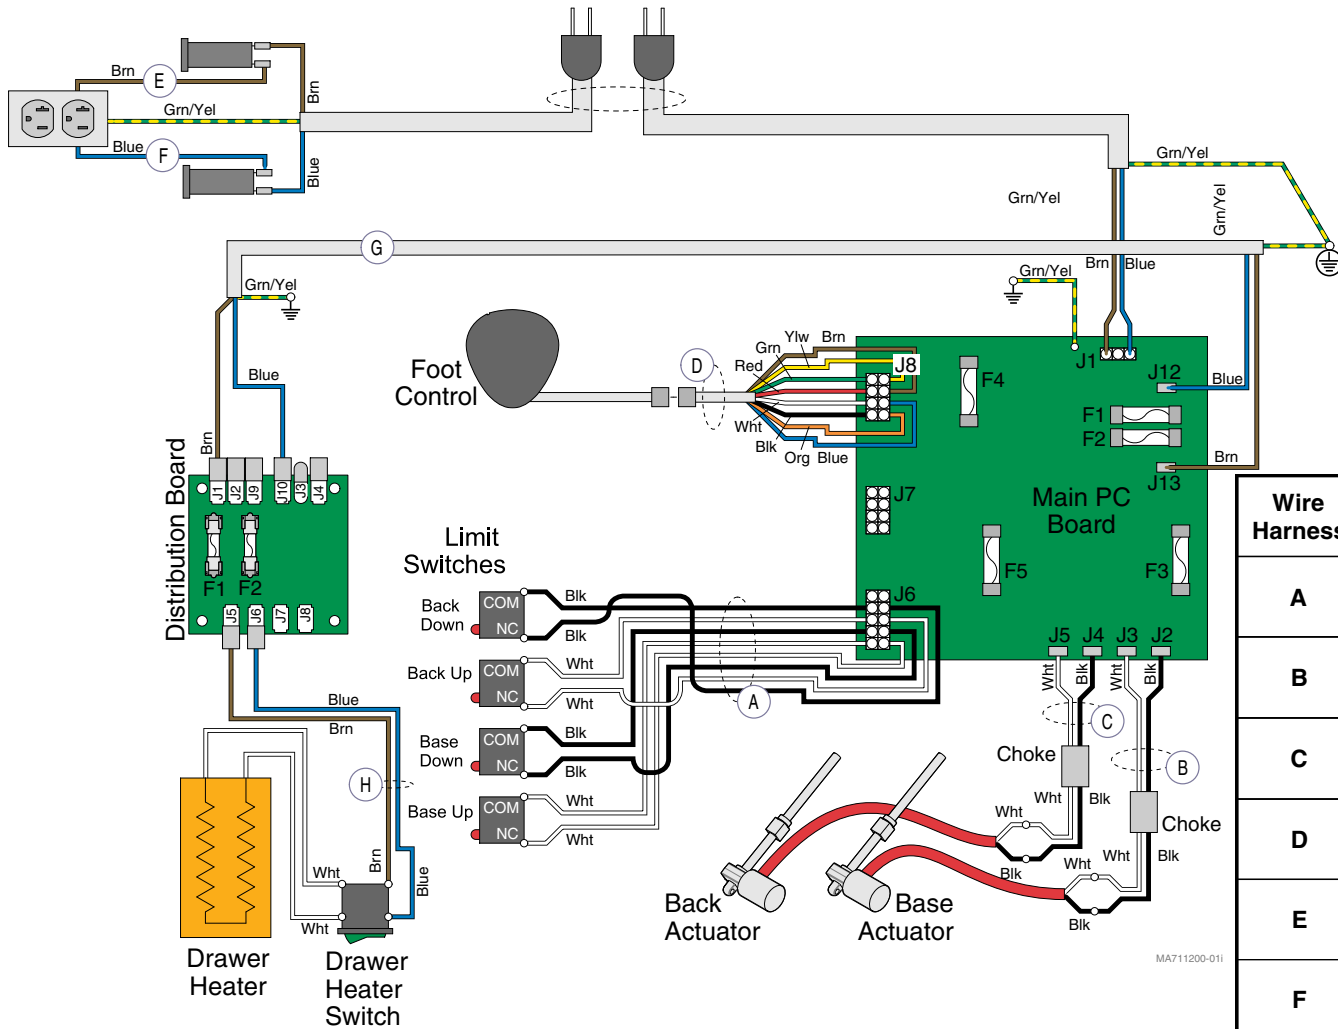 Brn
E
Brn
Grn/Yel
Blue
F
Blue
Grn/Yel
Grn/Yel
Grn/Yel
G
Brn
Blue
Grn/Yel
Grn/Yel
Blue
Brn
Foot
Control
D
Ylw
Brn
Grn
Red
Wht
Blk
Org
Blue
J8
F4
J1
J12
Blue
F1
F2
J13
Brn
J7
Main PC
Board
F5
F3
J6
J5
J4
J3
J2
Distribution Board
J1
J2
J9
J10
J3
J4
F1
F2
J5
J6
J7
J8
Limit
Switches
Back
Down
COM
NC
Blk
Blk
Back Up
COM
NC
Wht
Wht
Base
Down
COM
NC
Blk
Blk
Base Up
COM
NC
Wht
Wht
A
Wht
Blk
Wht
Blk
C
B
Choke
Choke
Wht
Blk
Wht
Blk
Wht
Blk
Wht
Blk
Back
Actuator
Base
Actuator
Blue
Brn
H
Brn
Blue
Wht
Wht
Drawer
Heater
Drawer
Heater
Switch
MA711200-01i
Wire
Harness
A
B
C
D
E
F